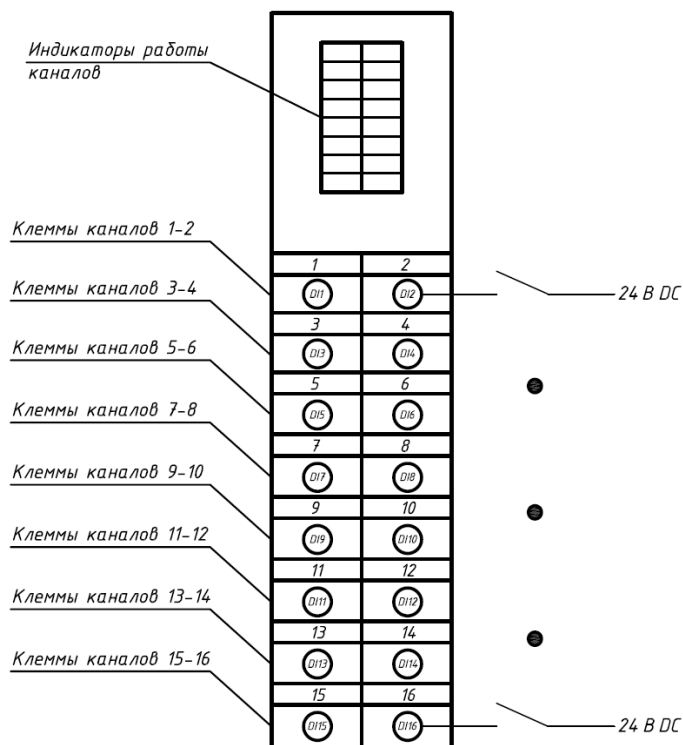 Индикаторы работы
каналов
Клеммы каналов 1-2
1 2
DI1 DI2 24 В DC
Клеммы каналов 3-4
3 4
DI3 DI4
Клеммы каналов 5-6
5 6
DI5 DI6
Клеммы каналов 7-8
7 8
DI7 DI8
Клеммы каналов 9-10
9 10
DI9 DI10
Клеммы каналов 11-12
11 12
DI11 DI12
Клеммы каналов 13-14
13 14
DI13 DI14
Клеммы каналов 15-16
15 16
DI15 DI16 24 В DC